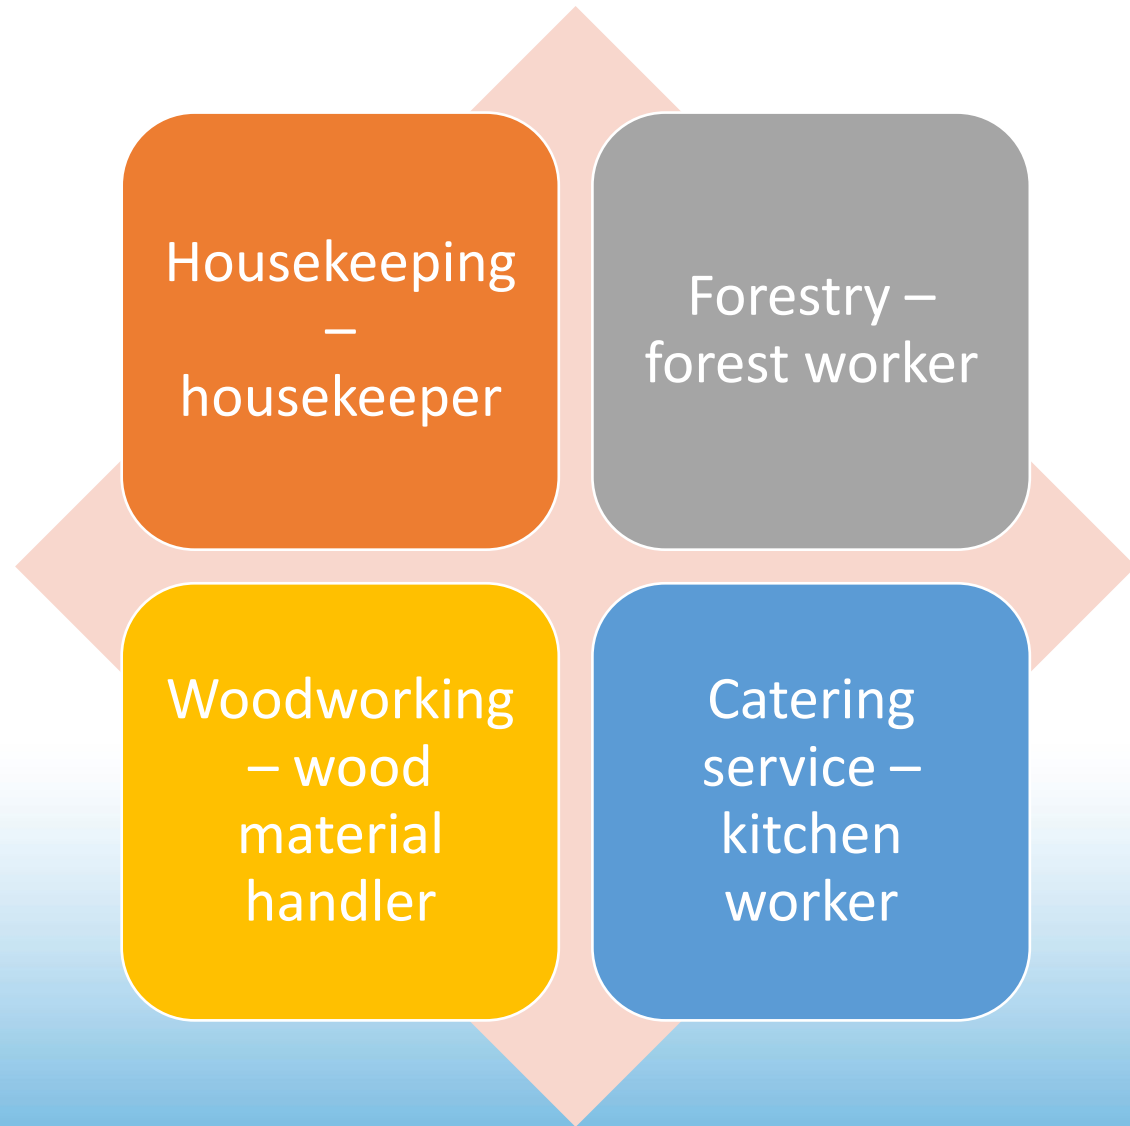 Housekeeping
–
housekeeper
Forestry –
forest worker
Woodworking
– wood
material
handler
Catering
service –
kitchen
worker